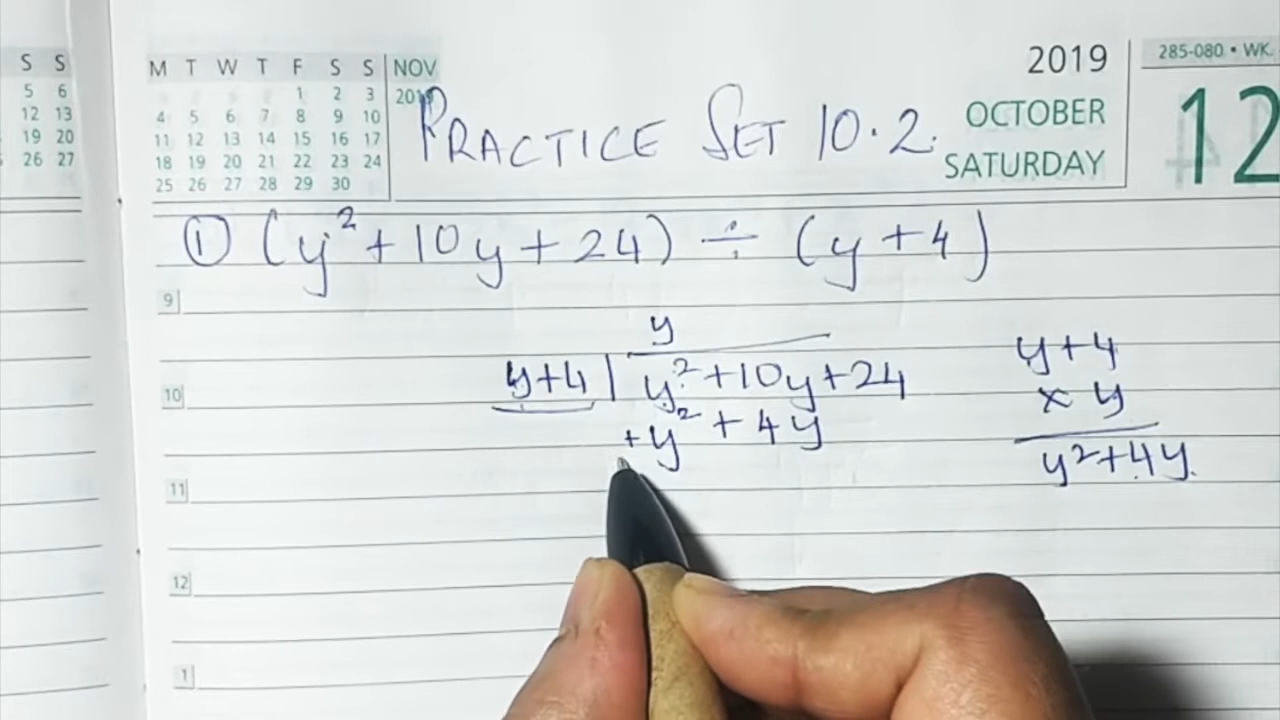 S S
5 6
12 13
19 20
26 27
M T W T F S S NOV
1 2 3
4 5 6 7 8 9 10
11 12 13 14 15 16 17
18 19 20 21 22 23 24
25 26 27 28 29 30
PRACTICE SET 10.2.
2019
OCTOBER
SATURDAY
285-080 • WK.
12
① (y² + 10y + 24) ÷ (y + 4)
9
y
10
y+4 | y² + 10y + 24
+y² + 4y
y+4
× y
y²+4y.
11
12
1